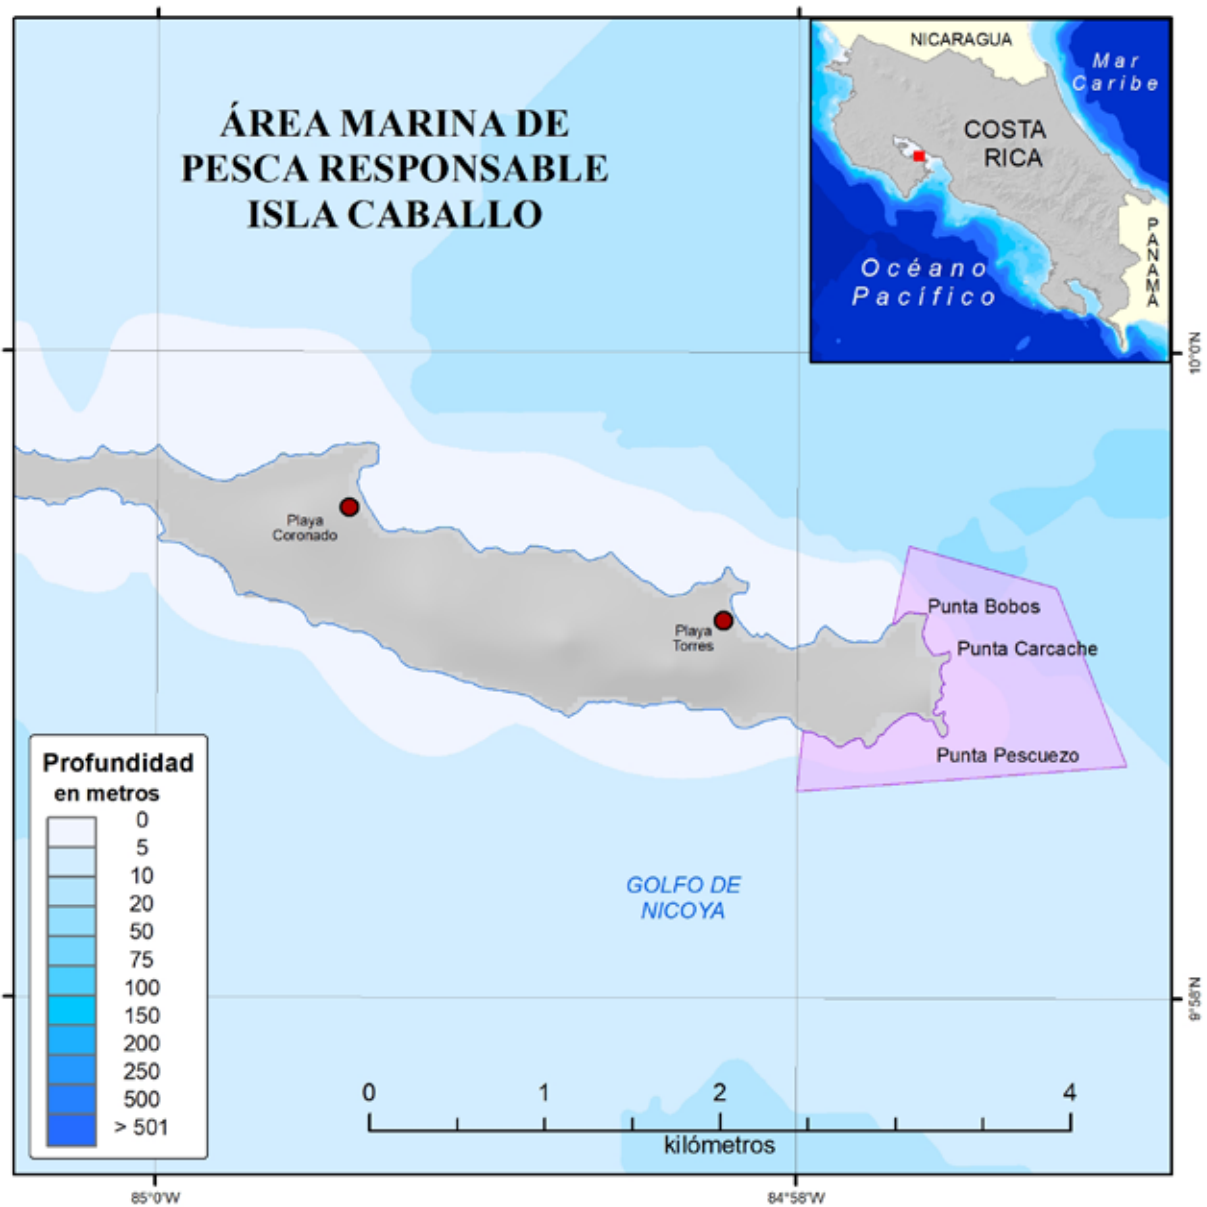 ÁREA MARINA DE
PESCA RESPONSABLE
ISLA CABALLO
NICARAGUA
Mar
Caribe
COSTA
RICA
PANAMÁ
Océano
Pacífico
10°0'N
Playa
Coronado
Playa
Torres
Punta Bobos
Punta Carcache
Punta Pescuezo
Profundidad
en metros
0
5
10
20
50
75
100
150
200
250
500
> 501
GOLFO DE
NICOYA
9°58'N
0 1 2 4
kilómetros
85°0'W
84°58'W